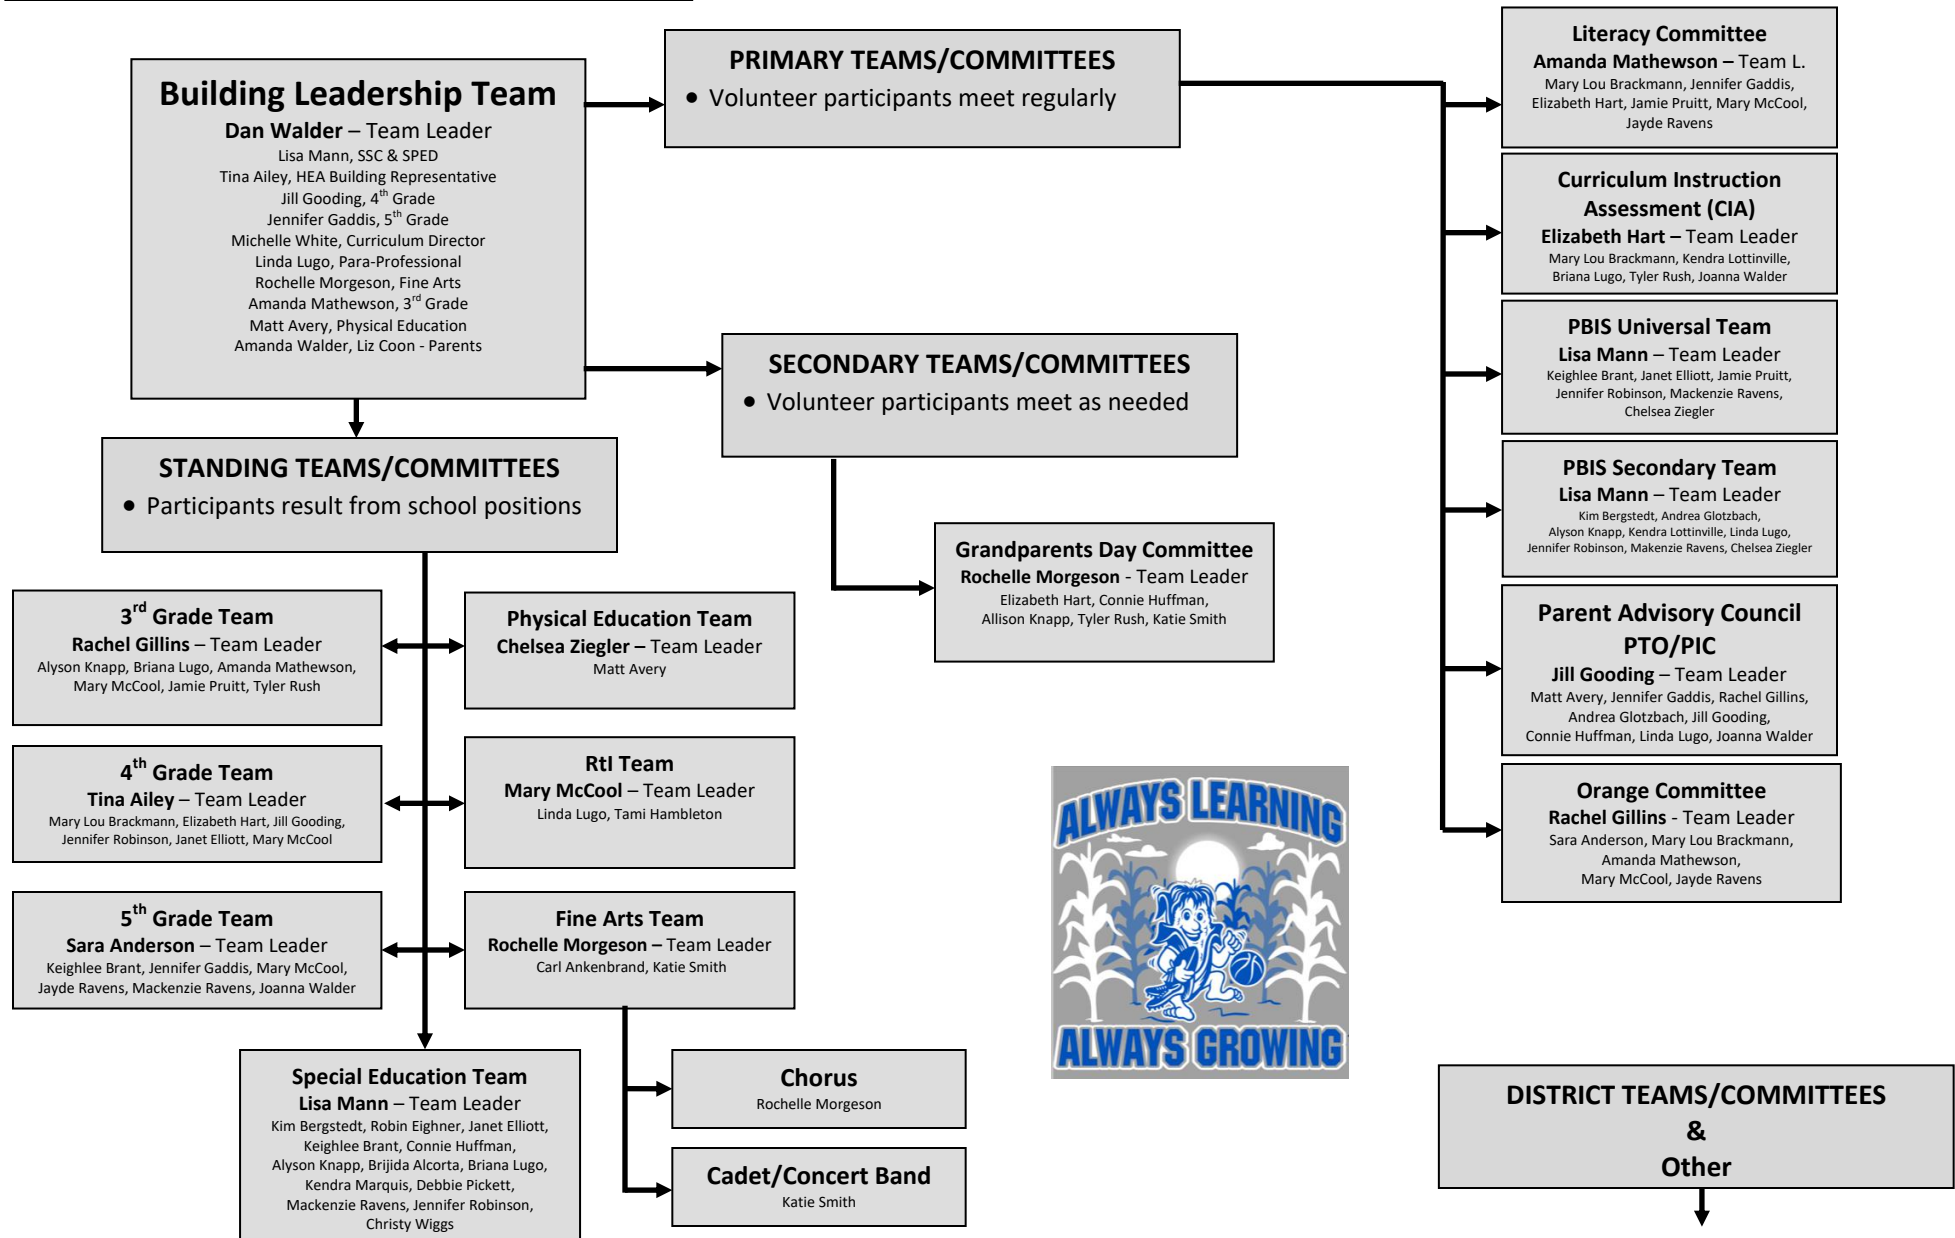 Building Leadership Team
Dan Walder – Team Leader
Lisa Mann, SSC & SPED
Tina Ailey, HEA Building Representative
Jill Gooding, 4th Grade
Jennifer Gaddis, 5th Grade
Michelle White, Curriculum Director
Linda Lugo, Para-Professional
Rochelle Morgeson, Fine Arts
Amanda Mathewson, 3rd Grade
Matt Avery, Physical Education
Amanda Walder, Liz Coon - Parents
PRIMARY TEAMS/COMMITTEES
• Volunteer participants meet regularly
SECONDARY TEAMS/COMMITTEES
• Volunteer participants meet as needed
STANDING TEAMS/COMMITTEES
• Participants result from school positions
Grandparents Day Committee
Rochelle Morgeson - Team Leader
Elizabeth Hart, Connie Huffman,
Allison Knapp, Tyler Rush, Katie Smith
3rd Grade Team
Rachel Gillins – Team Leader
Alyson Knapp, Briana Lugo, Amanda Mathewson,
Mary McCool, Jamie Pruitt, Tyler Rush
Physical Education Team
Chelsea Ziegler – Team Leader
Matt Avery
4th Grade Team
Tina Ailey – Team Leader
Mary Lou Brackmann, Elizabeth Hart, Jill Gooding,
Jennifer Robinson, Janet Elliott, Mary McCool
RtI Team
Mary McCool – Team Leader
Linda Lugo, Tami Hambleton
5th Grade Team
Sara Anderson – Team Leader
Keighlee Brant, Jennifer Gaddis, Mary McCool,
Jayde Ravens, Mackenzie Ravens, Joanna Walder
Fine Arts Team
Rochelle Morgeson – Team Leader
Carl Ankenbrand, Katie Smith
Special Education Team
Lisa Mann – Team Leader
Kim Bergstedt, Robin Eighner, Janet Elliott,
Keighlee Brant, Connie Huffman,
Alyson Knapp, Brijida Alcorta, Briana Lugo,
Kendra Marquis, Debbie Pickett,
Mackenzie Ravens, Jennifer Robinson,
Christy Wiggs
Chorus
Rochelle Morgeson
Cadet/Concert Band
Katie Smith
Literacy Committee
Amanda Mathewson – Team L.
Mary Lou Brackmann, Jennifer Gaddis,
Elizabeth Hart, Jamie Pruitt, Mary McCool,
Jayde Ravens
Curriculum Instruction
Assessment (CIA)
Elizabeth Hart – Team Leader
Mary Lou Brackmann, Kendra Lottinville,
Briana Lugo, Tyler Rush, Joanna Walder
PBIS Universal Team
Lisa Mann – Team Leader
Keighlee Brant, Janet Elliott, Jamie Pruitt,
Jennifer Robinson, Mackenzie Ravens,
Chelsea Ziegler
PBIS Secondary Team
Lisa Mann – Team Leader
Kim Bergstedt, Andrea Glotzbach,
Alyson Knapp, Kendra Lottinville, Linda Lugo,
Jennifer Robinson, Makenzie Ravens, Chelsea Ziegler
Parent Advisory Council
PTO/PIC
Jill Gooding – Team Leader
Matt Avery, Jennifer Gaddis, Rachel Gillins,
Andrea Glotzbach, Jill Gooding,
Connie Huffman, Linda Lugo, Joanna Walder
Orange Committee
Rachel Gillins - Team Leader
Sara Anderson, Mary Lou Brackmann,
Amanda Mathewson,
Mary McCool, Jayde Ravens
ALWAYS LEARNING
ALWAYS GROWING
DISTRICT TEAMS/COMMITTEES
&
Other